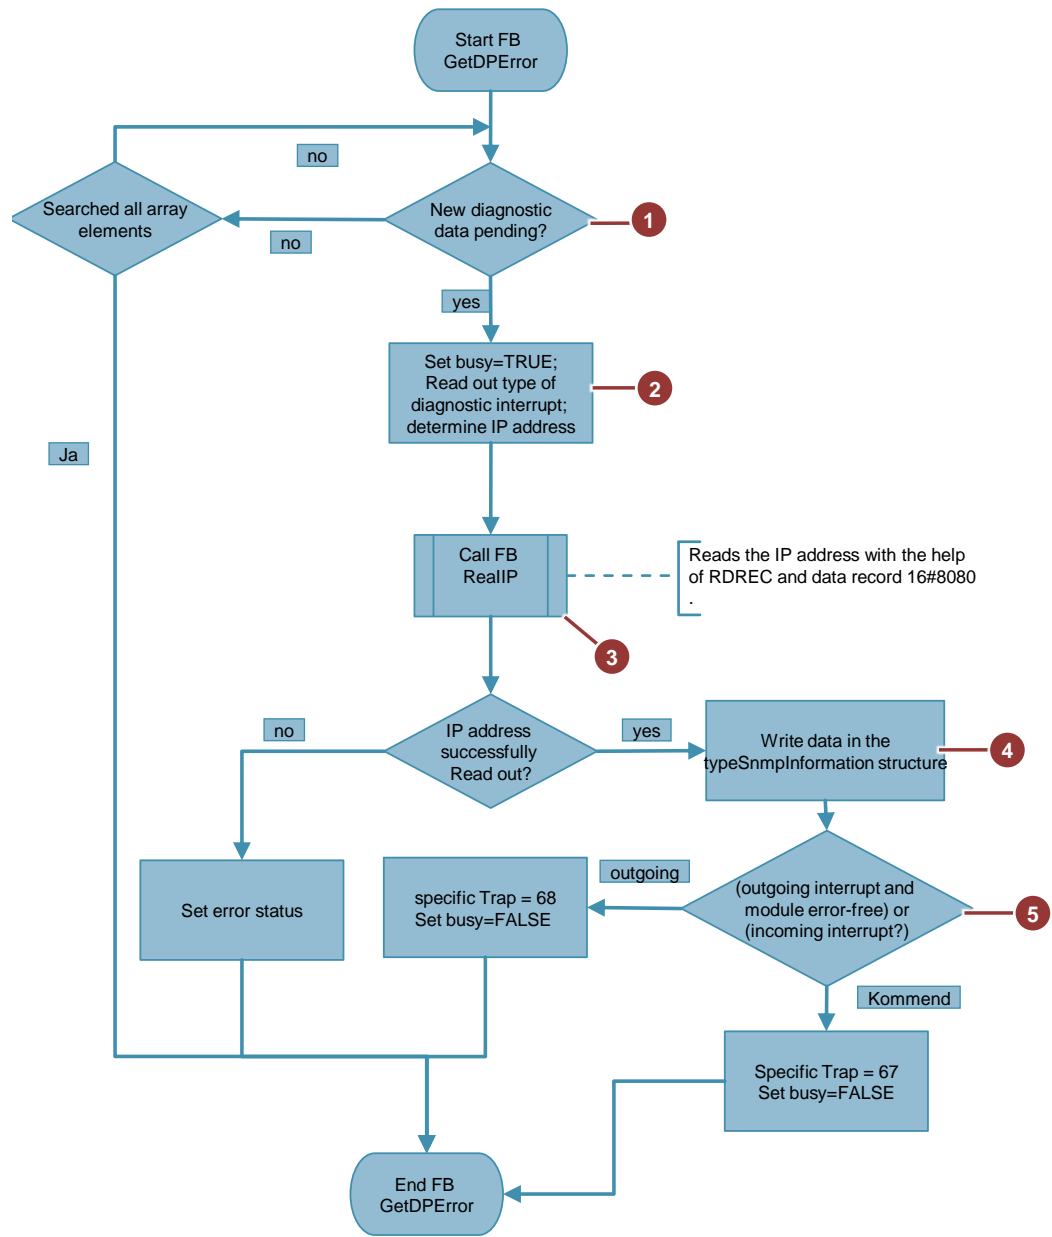 Start FB
GetDPError
no
Searched all array
elements
New diagnostic
data pending?
1
no
yes
Set busy=TRUE;
Read out type of
diagnostic interrupt;
determine IP address
2
Ja
Call FB
RealIP
Reads the IP address with the help
of RDREC and data record 16#8080
.
3
no
IP address
successfully
Read out?
yes
Write data in the
typeSnmpInformation structure
4
outgoing
(outgoing interrupt and
module error-free) or
(incoming interrupt?)
5
specific Trap = 68
Set busy=FALSE
Set error status
Kommend
Specific Trap = 67
Set busy=FALSE
End FB
GetDPError